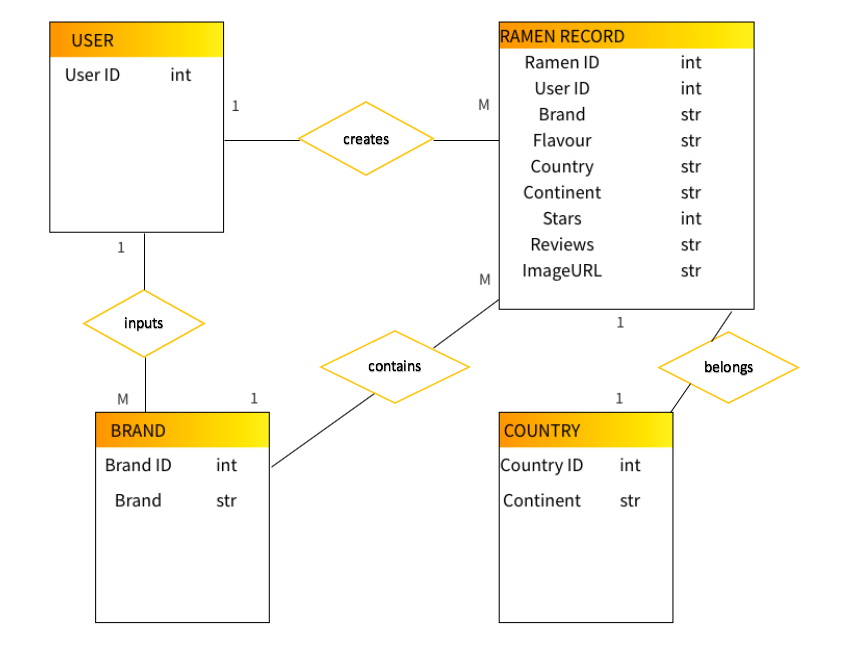 USER
User ID int
1
creates
M
RAMEN RECORD
Ramen ID int
User ID int
Brand str
Flavour str
Country str
Continent str
Stars int
Reviews str
ImageURL str
1
inputs
M
M
contains
1
1
belongs
1
BRAND
Brand ID int
Brand str
COUNTRY
Country ID int
Continent str